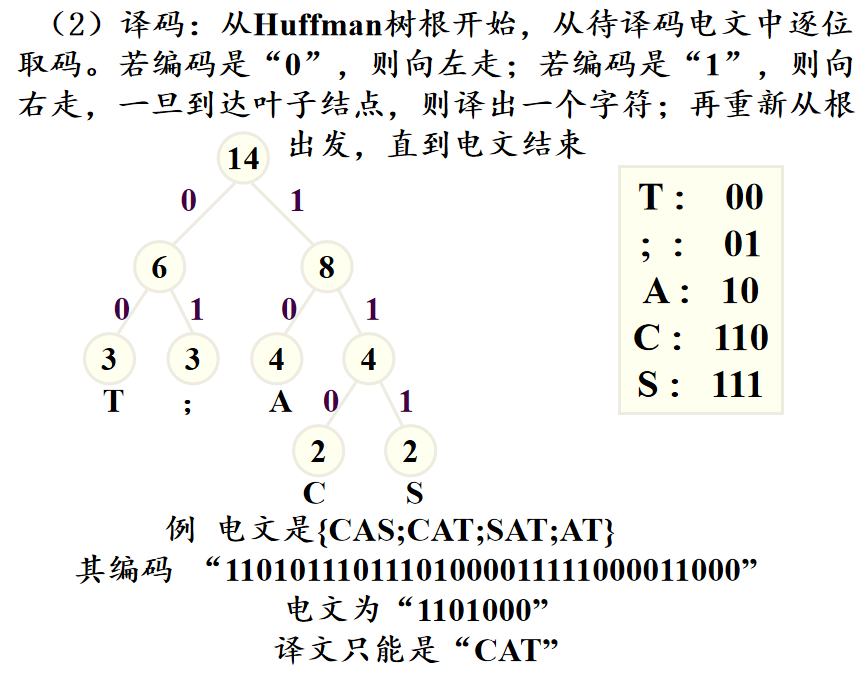 （2）译码：从Huffman树根开始，从待译码电文中逐位
取码。若编码是“0”，则向左走；若编码是“1”，则向
右走，一旦到达叶子结点，则译出一个字符；再重新从根
出发，直到电文结束
14
0 1
6 8
0 1 0 1
3 3 4 4
T ; A 0 1
2 2
C S
T： 00
;： 01
A： 10
C： 110
S： 111
例 电文是{CAS;CAT;SAT;AT}
其编码 “11010111011101000011111000011000”
电文为“1101000”
译文只能是“CAT”